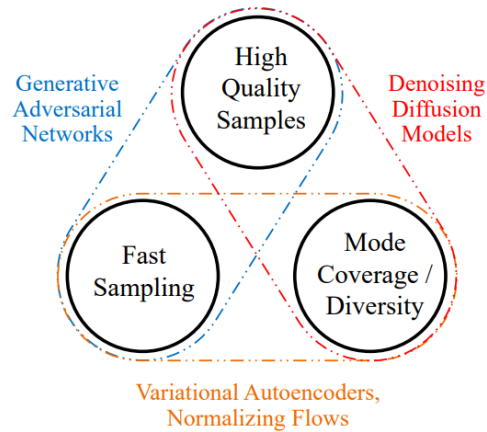 High
Quality
Samples
Generative
Adversarial
Networks
Denoising
Diffusion
Models
Fast
Sampling
Mode
Coverage /
Diversity
Variational Autoencoders,
Normalizing Flows